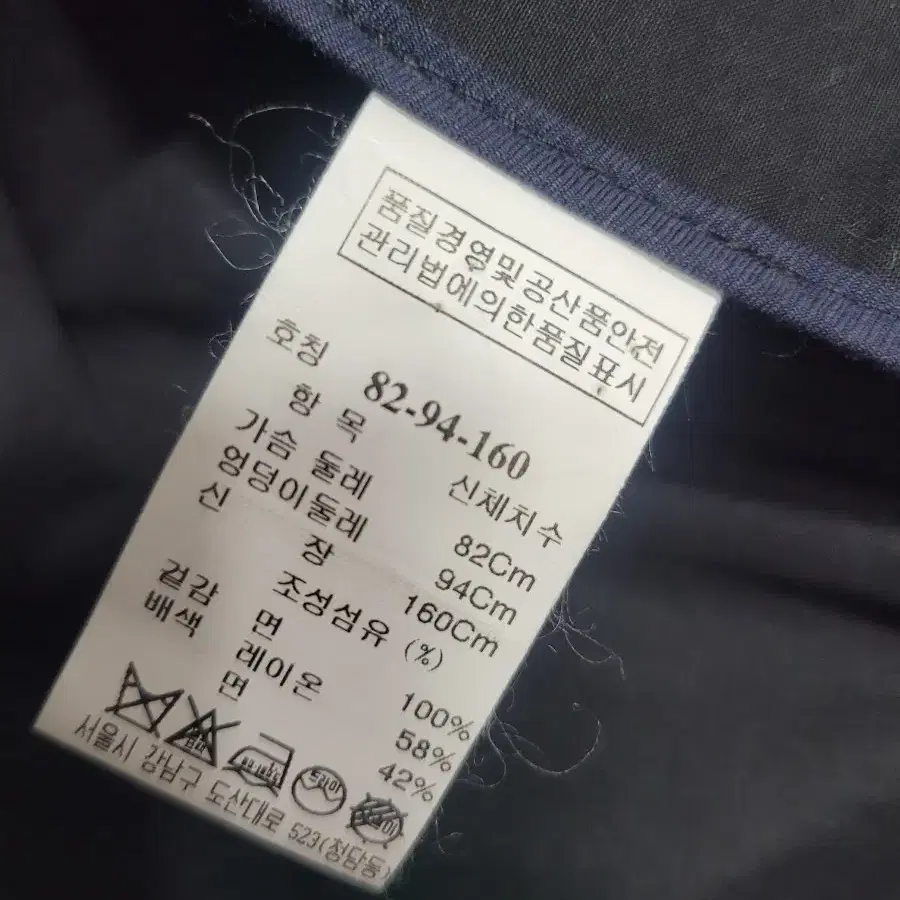 품질경영및공산품안전
관리법에의한품질표시
호칭 82-94-160
항 목 신체치수
가슴 둘레 82Cm
엉덩이둘레 94Cm
신 장 160Cm
조성섬유 (%)
겉감 면 100%
배색 레이온 58%
면 42%
드라이
서울시 강남구 도산대로 523(청담동)